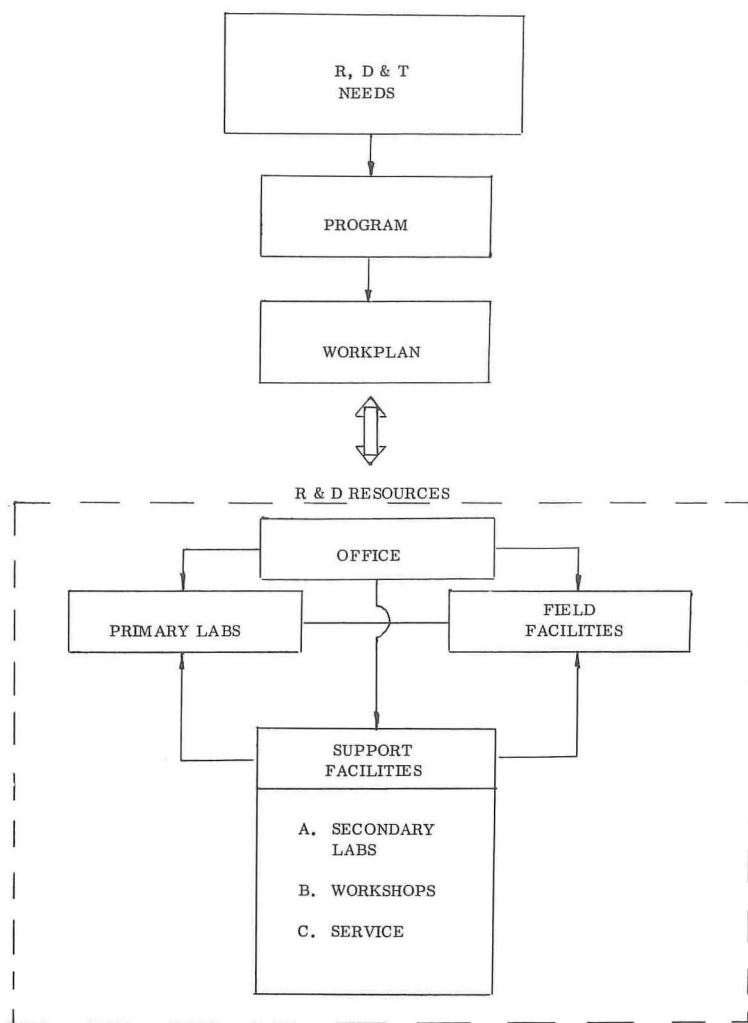 R, D & T
NEEDS
PROGRAM
WORKPLAN
R & D RESOURCES
OFFICE
PRIMARY LABS
FIELD
FACILITIES
SUPPORT
FACILITIES
A. SECONDARY
LABS
B. WORKSHOPS
C. SERVICE